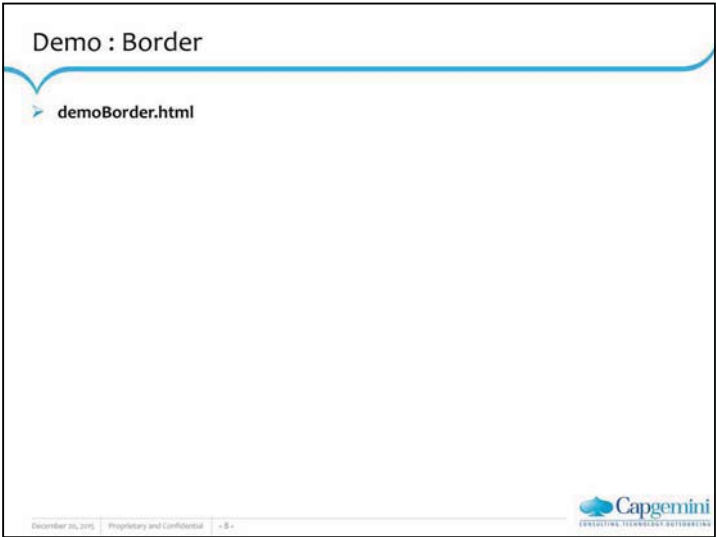 Demo : Border
demoBorder.html
December 20, 2015 Proprietary and Confidential - 8 -
Capgemini
CONSULTING. TECHNOLOGY. OUTSOURCING